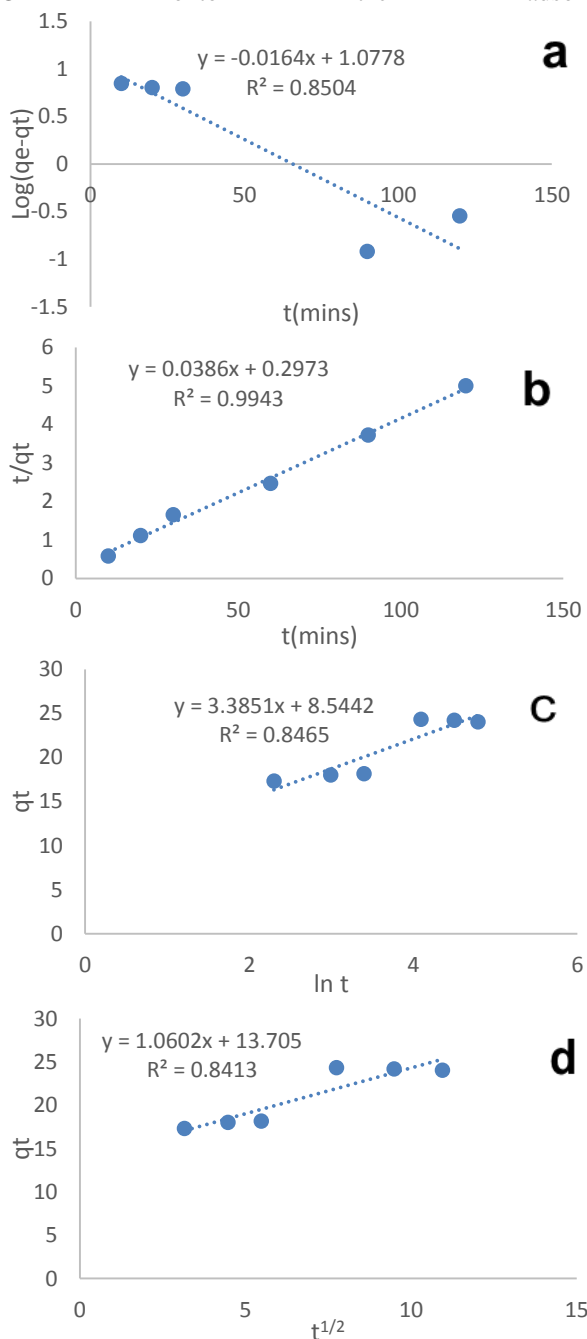 y = -0.0164x + 1.0778
R² = 0.8504
a
1.5
1
0.5
0
-0.5
-1
-1.5
0
50
100
150
Log(qe-qt)
t(mins)
y = 0.0386x + 0.2973
R² = 0.9943
b
6
5
4
3
2
1
0
0
50
100
150
t/qt
t(mins)
y = 3.3851x + 8.5442
R² = 0.8465
C
30
25
20
15
10
5
0
0
2
4
6
qt
ln t
y = 1.0602x + 13.705
R² = 0.8413
d
30
25
20
15
10
5
0
0
5
10
15
qt
t^1/2